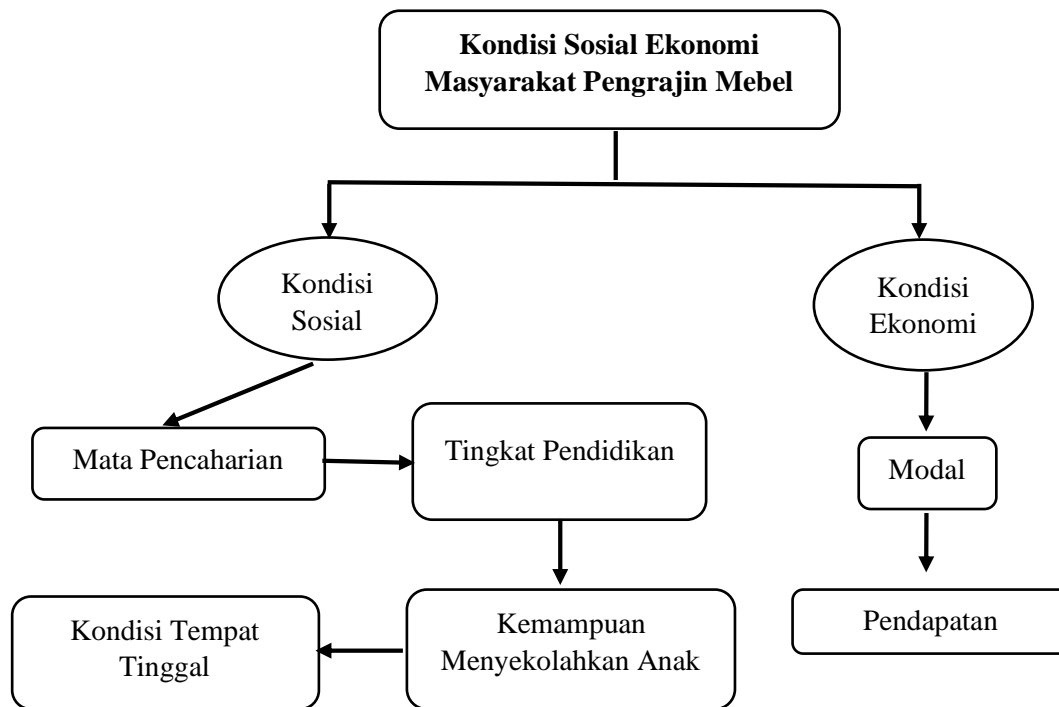 Kondisi Sosial Ekonomi
Masyarakat Pengrajin Mebel
Kondisi
Sosial
Kondisi
Ekonomi
Mata Pencaharian
Tingkat Pendidikan
Modal
Kondisi Tempat
Tinggal
Kemampuan
Menyekolahkan Anak
Pendapatan